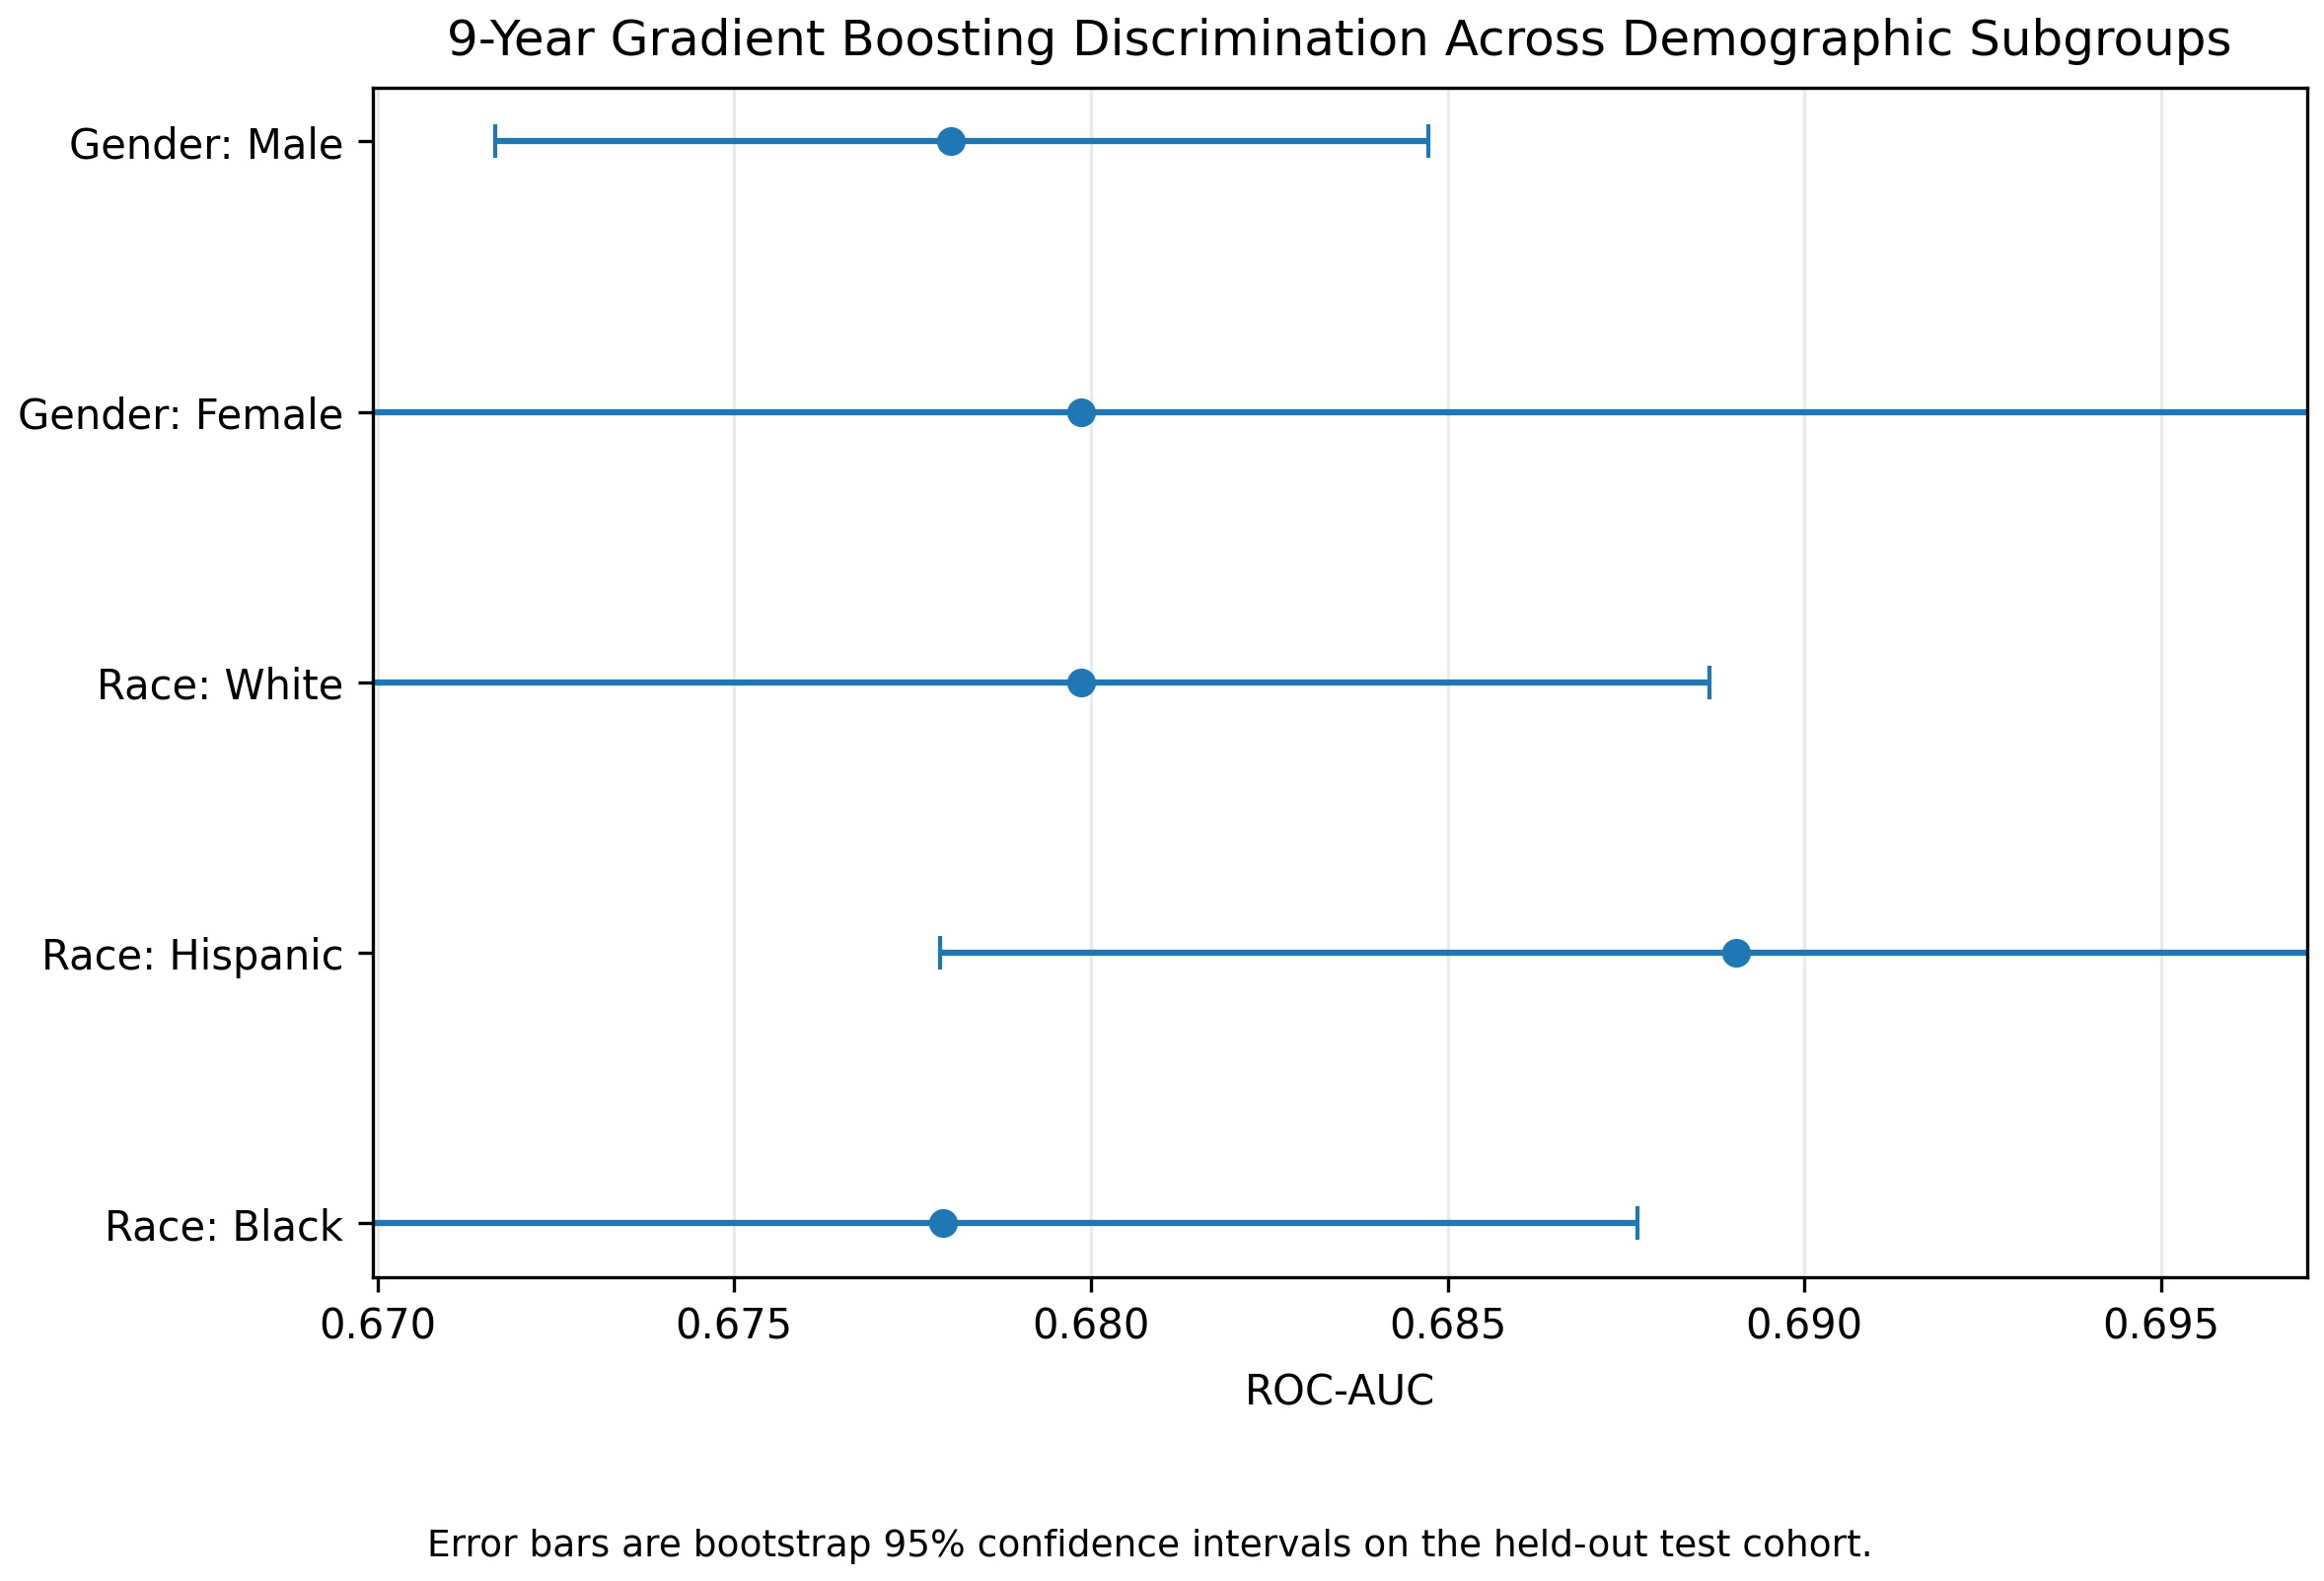 9-Year Gradient Boosting Discrimination Across Demographic Subgroups
Gender: Male
Gender: Female
Race: White
Race: Hispanic
Race: Black
0.670 0.675 0.680 0.685 0.690 0.695
ROC-AUC
Error bars are bootstrap 95% confidence intervals on the held-out test cohort.